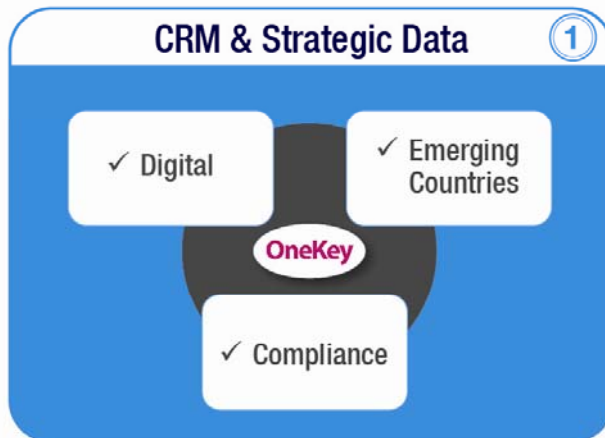 CRM & Strategic Data
1
✓ Digital
✓ Emerging
Countries
OneKey
✓ Compliance